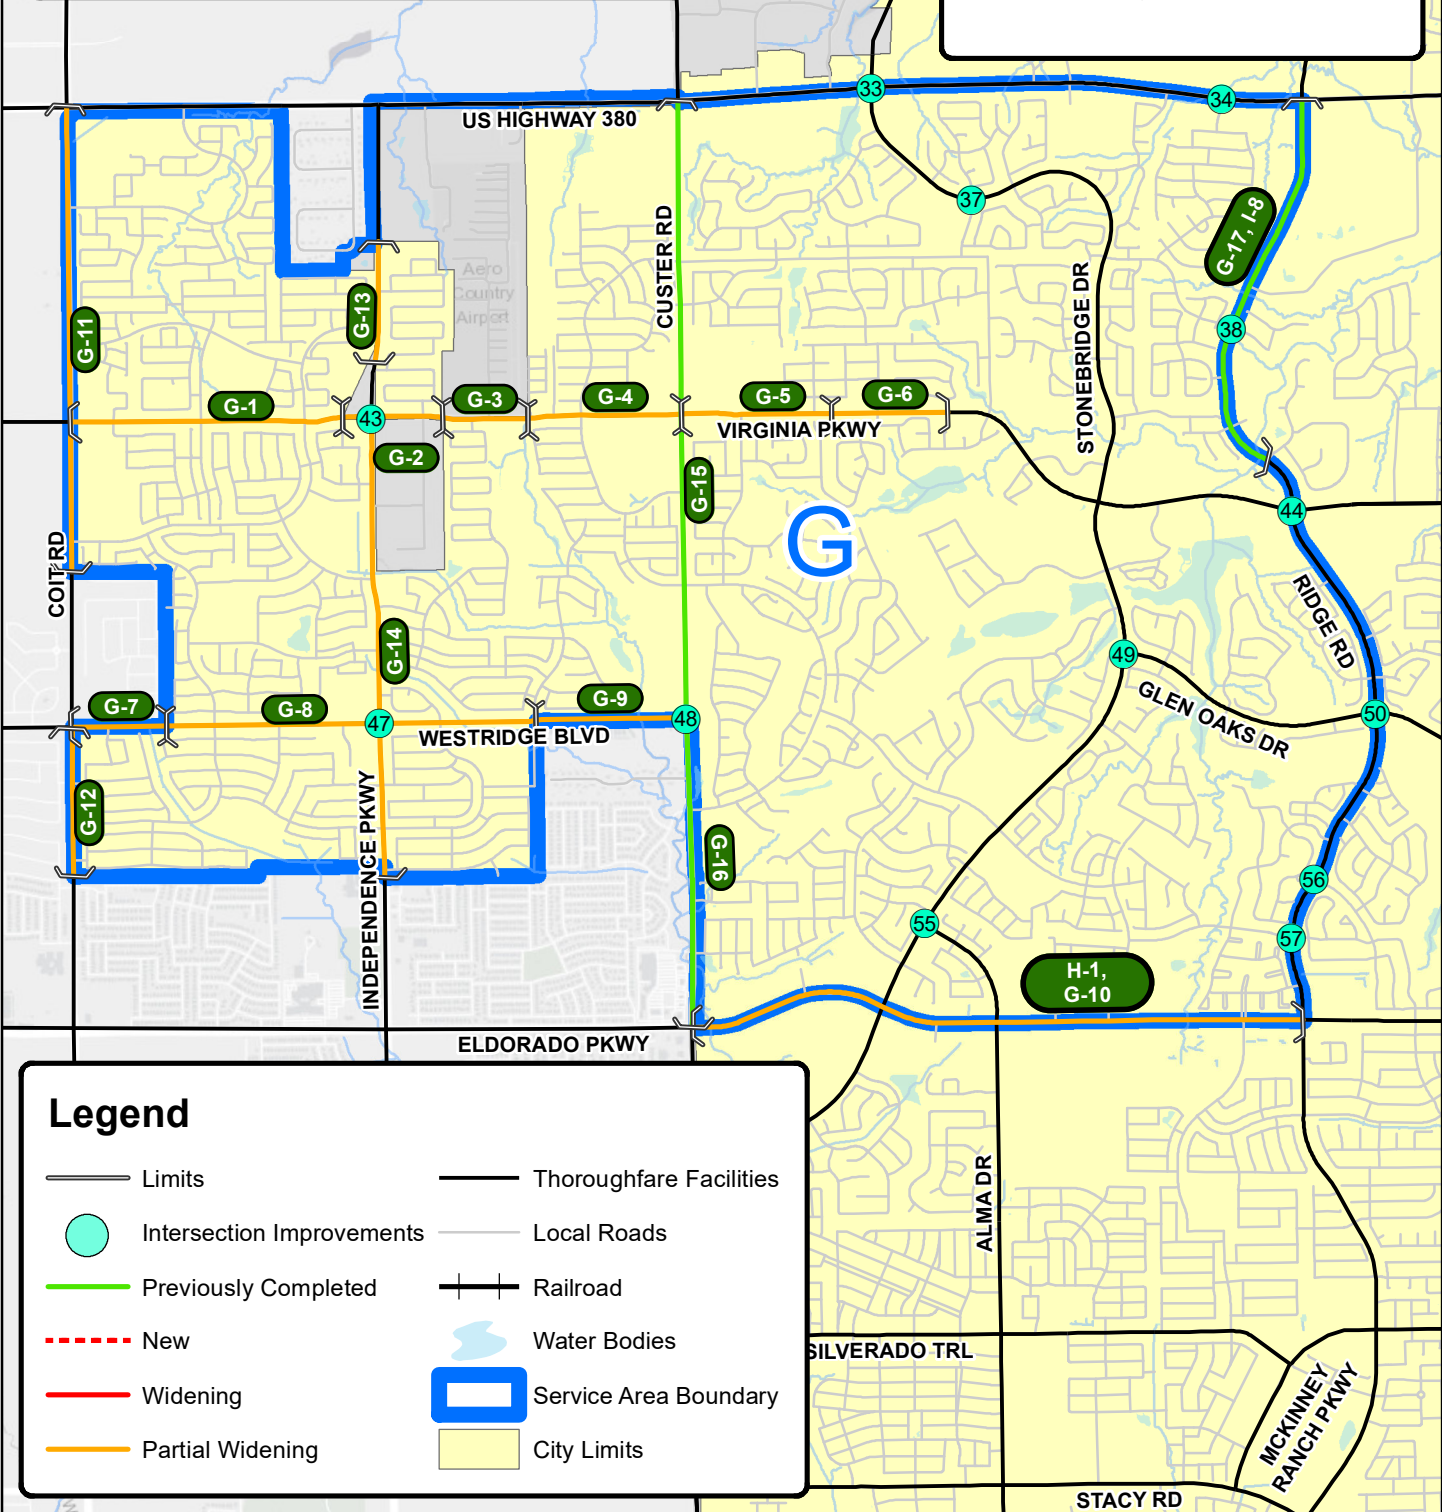 33
34
US HIGHWAY 380
37
CUSTER RD
G-17, I-8
STONEBRIDGE DR
Aero
Country
Airport
G-13
G-11
38
G-1
43
G-3
G-4
G-5
G-6
VIRGINIA PKWY
G-2
G-15
G
44
COIT RD
RIDGE RD
G-14
49
GLEN OAKS DR
50
G-7
G-8
47
G-9
48
WESTRIDGE BLVD
G-12
INDEPENDENCE PKWY
G-16
56
55
57
H-1,
G-10
ELDORADO PKWY
Legend
Limits
Intersection Improvements
Previously Completed
New
Widening
Partial Widening
Thoroughfare Facilities
Local Roads
Railroad
Water Bodies
Service Area Boundary
City Limits
ALMA DR
SILVERADO TRL
MCKINNEY
RANCH PKWY
STACY RD